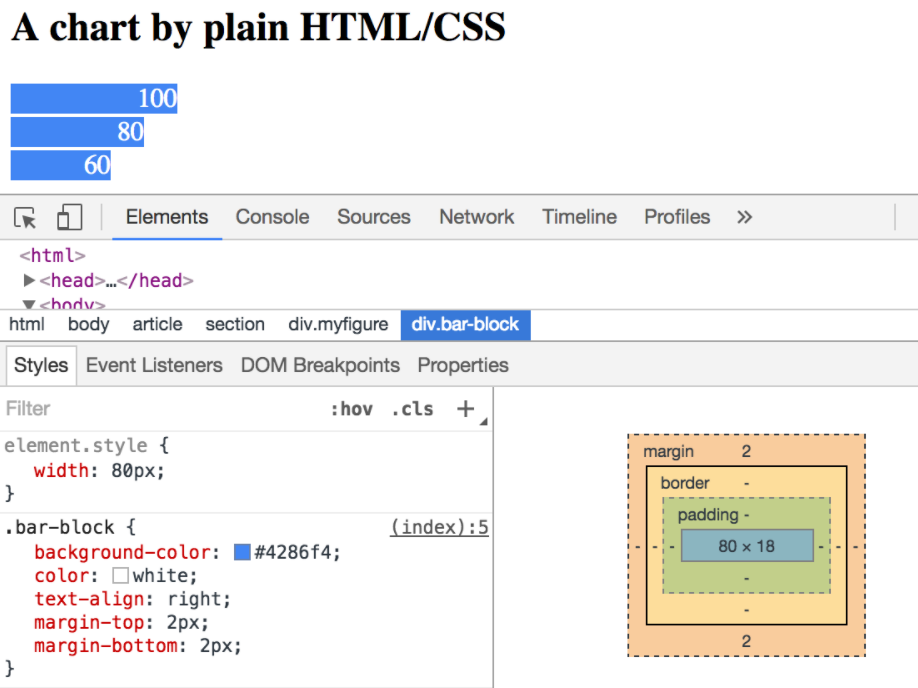 A chart by plain HTML/CSS
100
80
60
Elements Console Sources Network Timeline Profiles »
<html>
▶<head>…</head>
▼<body>
html body article section div.myfigure div.bar-block
Styles Event Listeners DOM Breakpoints Properties
Filter :hov .cls +
element.style {
width: 80px;
}
.bar-block { (index):5
background-color: #4286f4;
color: white;
text-align: right;
margin-top: 2px;
margin-bottom: 2px;
}
margin 2
border -
padding -
- - - 80 × 18 - - -
-
-
2